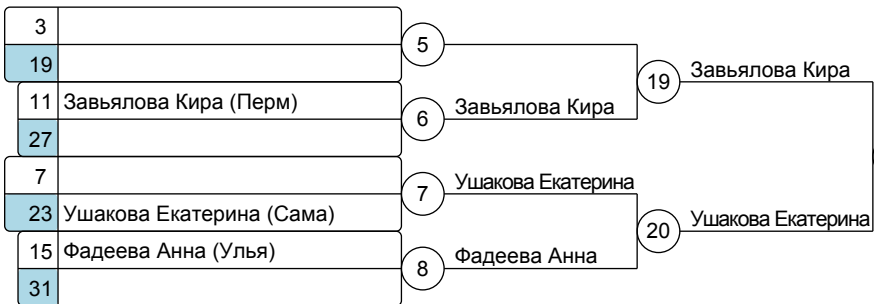 3
5
19
19 Завьялова Кира
11 Завьялова Кира (Перм)
6 Завьялова Кира
27
7
7 Ушакова Екатерина
23 Ушакова Екатерина (Сама)
20 Ушакова Екатерина
15 Фадеева Анна (Улья)
8 Фадеева Анна
31